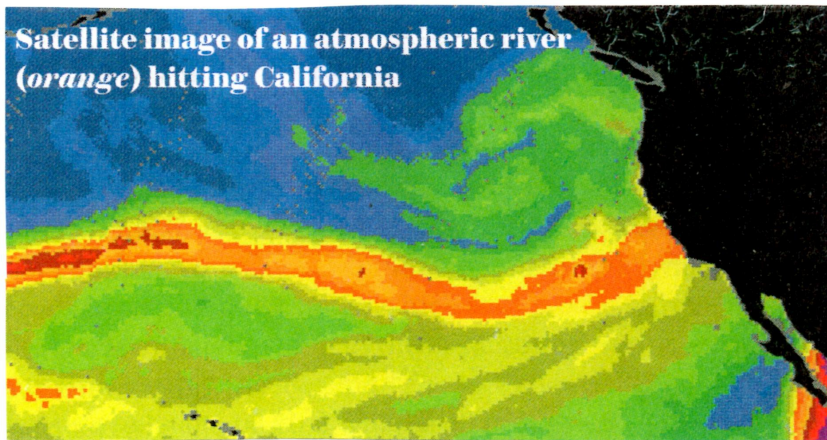 Satellite image of an atmospheric river
(orange) hitting California